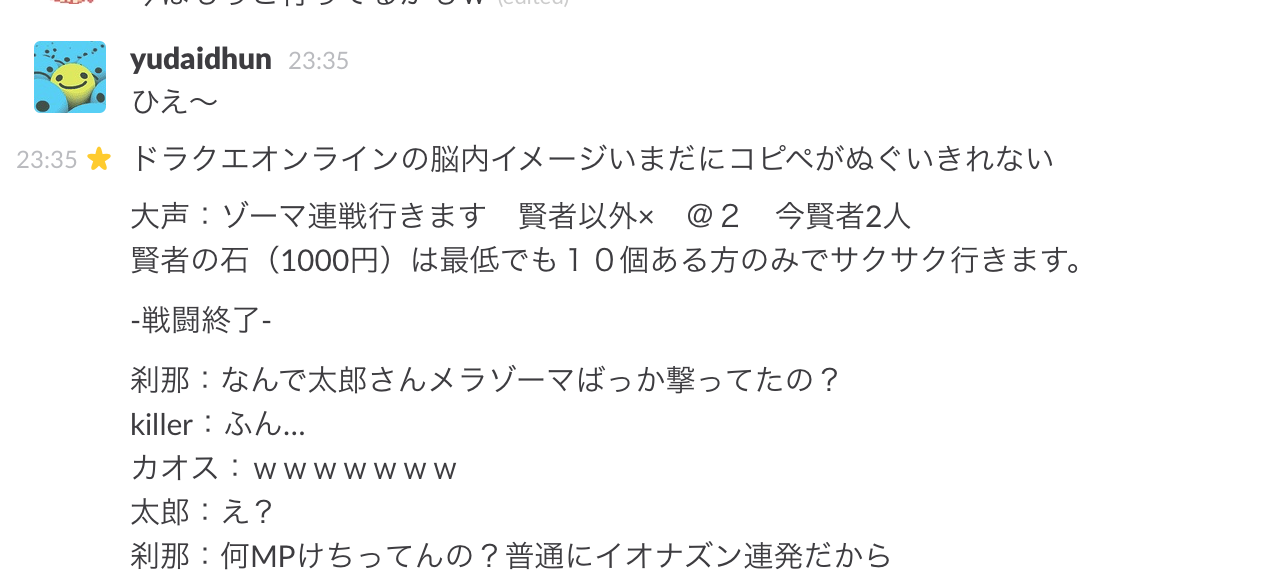 (edited)
yudaidhun 23:35
ひえ〜
23:35 ドラクエオンラインの脳内イメージいまだにコピペがぬぐいきれない
大声：ゾーマ連戦行きます　賢者以外×　＠２　今賢者2人
賢者の石（1000円）は最低でも１０個ある方のみでサクサク行きます。
-戦闘終了-
刹那：なんで太郎さんメラゾーマばっか撃ってたの？
killer：ふん...
カオス：ｗｗｗｗｗｗｗ
太郎：え？
刹那：何MPけちってんの？普通にイオナズン連発だから